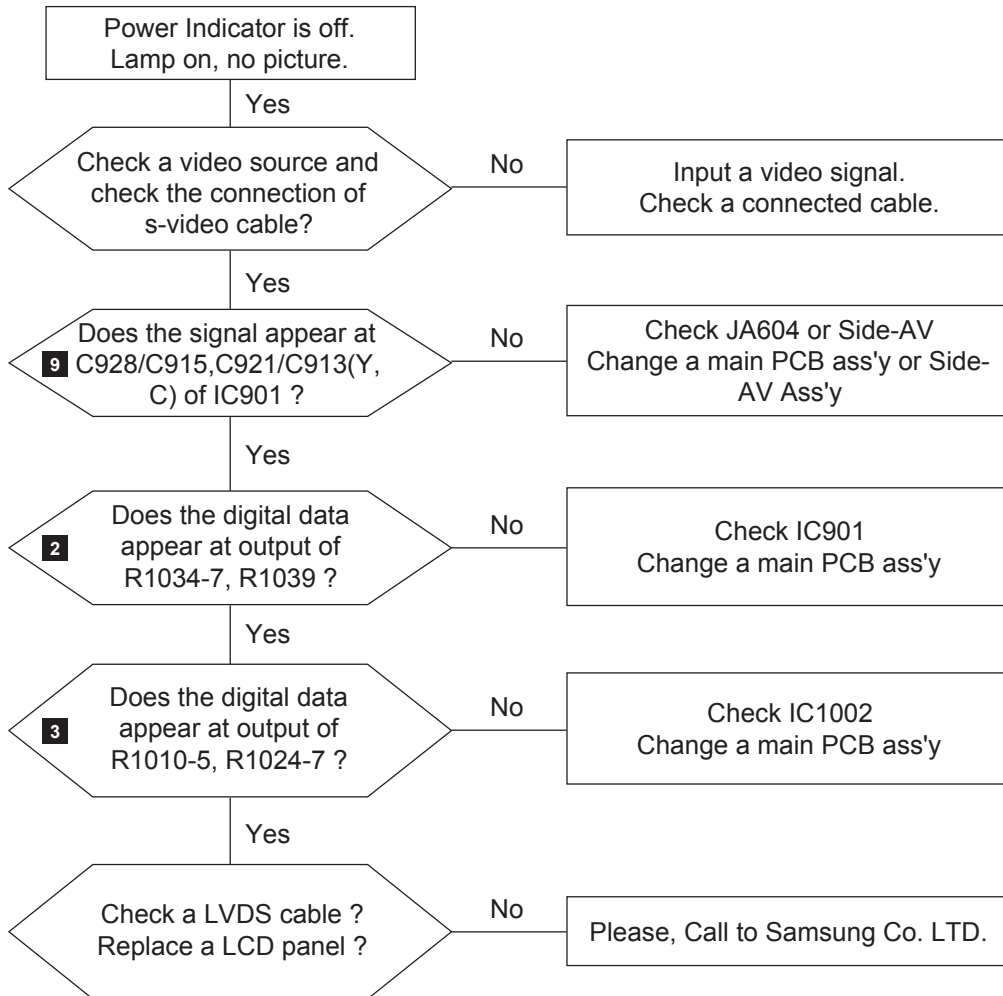 Power Indicator is off.
Lamp on, no picture.
Yes
Check a video source and
check the connection of
s-video cable?
No
Input a video signal.
Check a connected cable.
Yes
Does the signal appear at
9 C928/C915,C921/C913(Y,
C) of IC901 ?
No
Check JA604 or Side-AV
Change a main PCB ass'y or Side-
AV Ass'y
Yes
Does the digital data
2 appear at output of
R1034-7, R1039 ?
No
Check IC901
Change a main PCB ass'y
Yes
Does the digital data
3 appear at output of
R1010-5, R1024-7 ?
No
Check IC1002
Change a main PCB ass'y
Yes
Check a LVDS cable ?
Replace a LCD panel ?
No
Please, Call to Samsung Co. LTD.